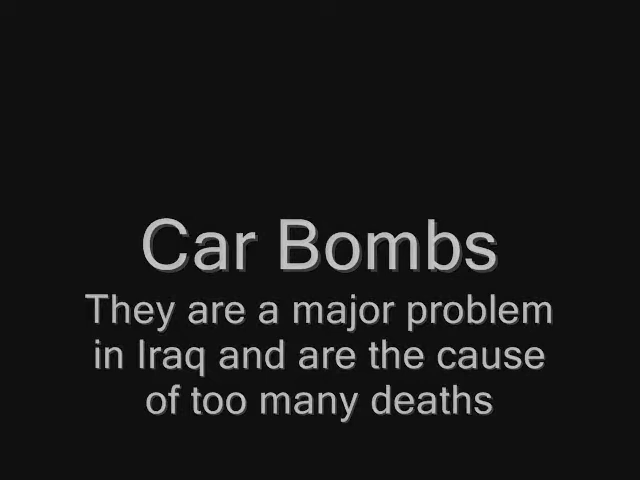 Car Bombs
They are a major problem
in Iraq and are the cause
of too many deaths